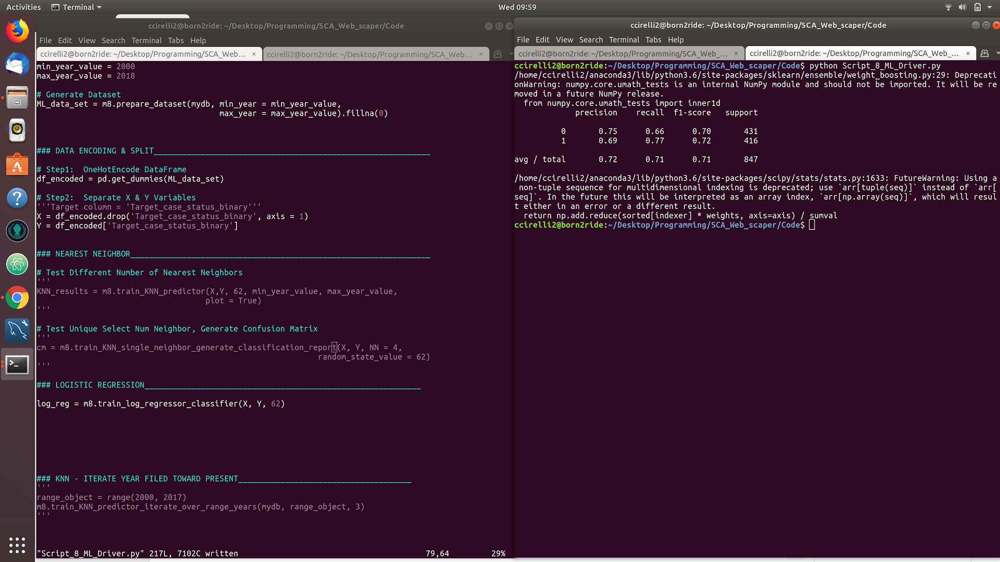 Activities Terminal Wed 09:59
ccirelli2@born2ride: ~/Desktop/Programming/SCA_Web_scaper/Code
File Edit View Search Terminal Tabs Help
ccirelli2@born2ride: ~/Desktop/Programming/SCA_Web... × ccirelli2@born2ride: ~/Desktop/Programming/SCA_Web... ×
min_year_value = 2000
max_year_value = 2018
# Generate Dataset
ML_data_set = m8.prepare_dataset(mydb, min_year = min_year_value,
max_year = max_year_value).fillna(0)
### DATA ENCODING & SPLIT___________________________________________________________
# Step1:  OneHotEncode DataFrame
df_encoded = pd.get_dummies(ML_data_set)
# Step2:  Separate X & Y Variables
'''Target column = 'Target_case_status_binary'''
X = df_encoded.drop('Target_case_status_binary', axis = 1)
Y = df_encoded['Target_case_status_binary']
### NEAREST NEIGHBOR________________________________________________________________
# Test Different Number of Nearest Neighbors
'''
KNN_results = m8.train_KNN_predictor(X,Y, 62, min_year_value, max_year_value,
plot = True)
'''
# Test Unique Select Num Neighbor, Generate Confusion Matrix
'''
cm = m8.train_KNN_single_neighbor_generate_classification_report(X, Y, NN = 4,
random_state_value = 62)
'''
### LOGISTIC REGRESSION___________________________________________________________
log_reg = m8.train_log_regressor_classifier(X, Y, 62)
### KNN - ITERATE YEAR FILED TOWARD PRESENT_____________________________________
'''
range_object = range(2000, 2017)
m8.train_KNN_predictor_iterate_over_range_years(mydb, range_object, 3)
'''
"Script_8_ML_Driver.py" 217L, 7102C written 79,64 29%
ccirelli2@born2ride: ~/Desktop/Programming/SCA_Web_scaper/Code
File Edit View Search Terminal Tabs Help
ccirelli2@born2ride: ~/Desktop/Programming/SCA_Web_... × ccirelli2@born2ride: ~/Desktop/Programming/SCA_Web_... ×
ccirelli2@born2ride:~/Desktop/Programming/SCA_Web_scaper/Code$ python Script_8_ML_Driver.py
/home/ccirelli2/anaconda3/lib/python3.6/site-packages/sklearn/ensemble/weight_boosting.py:29: Deprecati
onWarning: numpy.core.umath_tests is an internal NumPy module and should not be imported. It will be re
moved in a future NumPy release.
from numpy.core.umath_tests import inner1d
precision recall f1-score support
0 0.75 0.66 0.70 431
1 0.69 0.77 0.72 416
avg / total 0.72 0.71 0.71 847
/home/ccirelli2/anaconda3/lib/python3.6/site-packages/scipy/stats/stats.py:1633: FutureWarning: Using a
non-tuple sequence for multidimensional indexing is deprecated; use `arr[tuple(seq)]` instead of `arr[
seq]`. In the future this will be interpreted as an array index, `arr[np.array(seq)]`, which will resul
t either in an error or a different result.
return np.add.reduce(sorted[indexer] * weights, axis=axis) / sumval
ccirelli2@born2ride:~/Desktop/Programming/SCA_Web_scaper/Code$